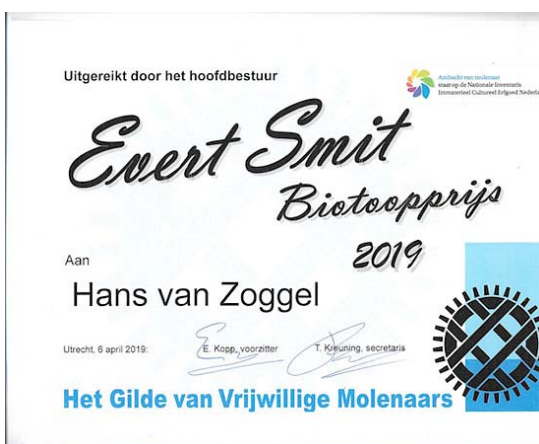 Uitgereikt door het hoofdbestuur
Ambacht van molenaar
staat op de Nationale Inventaris
Immaterieel Cultureel Erfgoed Nederla
Evert Smit
Biotoopprijs
2019
Aan
Hans van Zoggel
Utrecht, 6 april 2019:
E. Kopp, voorzitter
T. Kreuning, secretaris
Het Gilde van Vrijwillige Molenaars